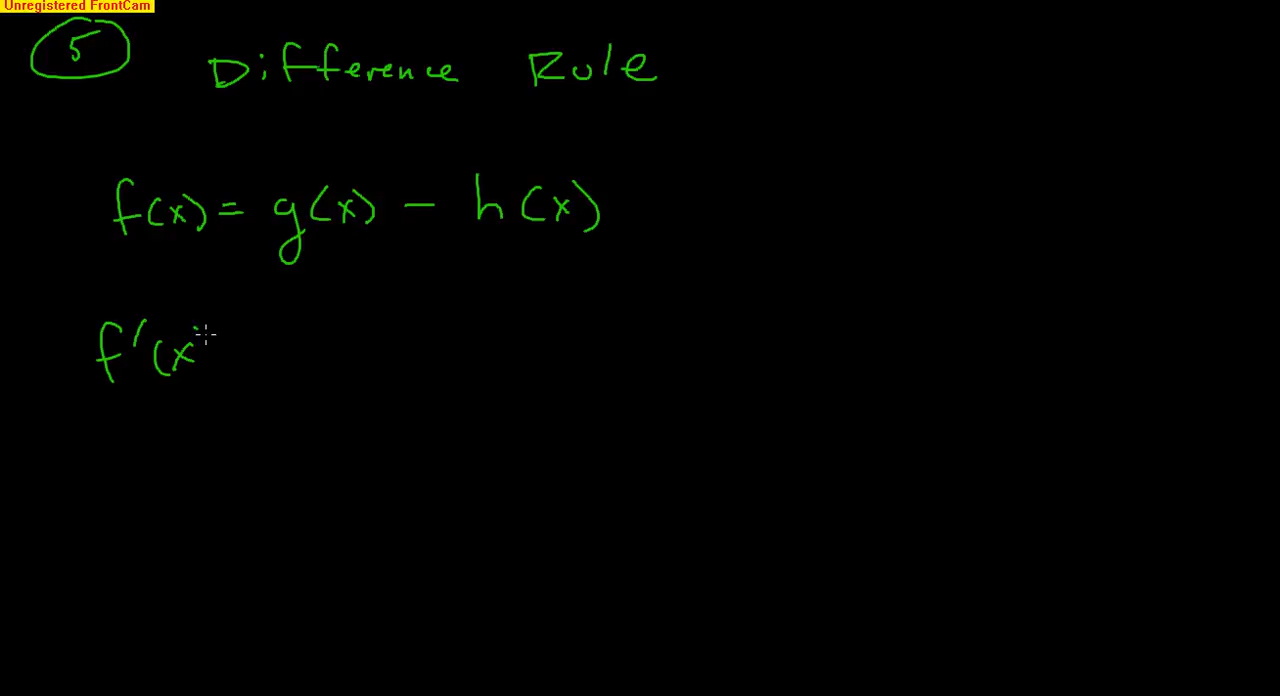 Unregistered FrontCam
5 Difference Rule
f(x) = g(x) - h(x)
f'(x